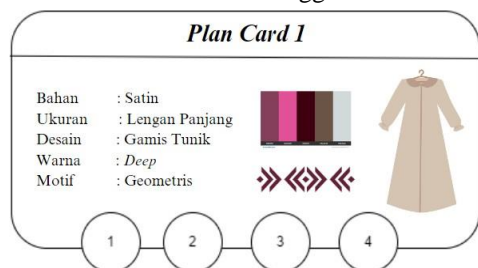 Plan Card 1
Bahan : Satin
Ukuran : Lengan Panjang
Desain : Gamis Tunik
Warna : Deep
Motif : Geometris
1 2 3 4